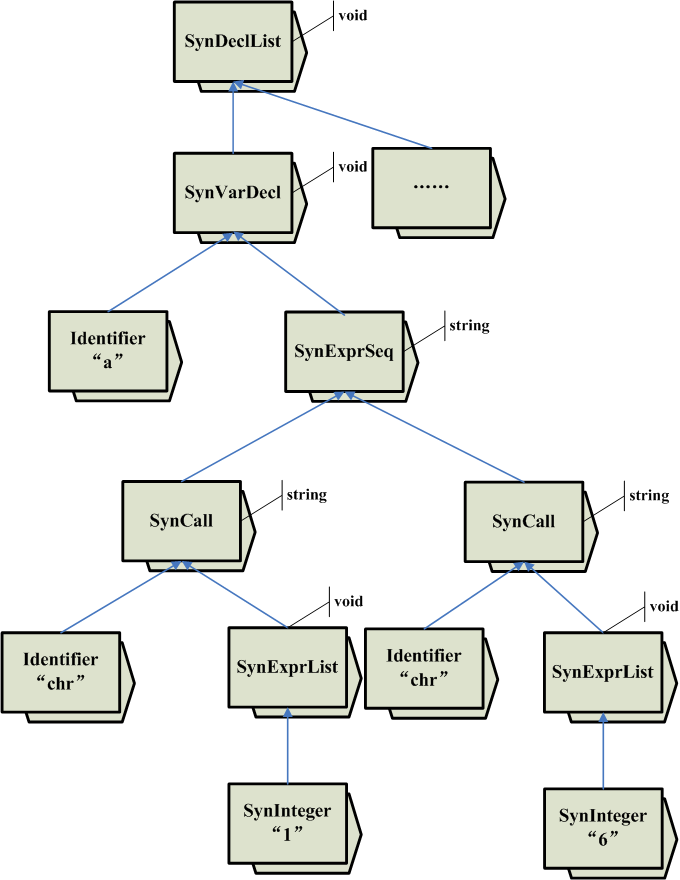 void
SynDeclList
void
SynVarDecl
......
Identifier
“a”
string
SynExprSeq
string
SynCall
string
SynCall
void
void
Identifier
“chr”
SynExprList
Identifier
“chr”
SynExprList
SynInteger
“1”
SynInteger
“6”